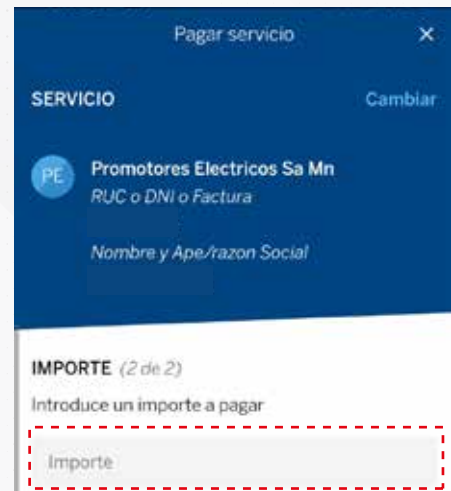 Pagar servicio ×
SERVICIO Cambiar
PE Promotores Electricos Sa Mn
RUC o DNI o Factura
Nombre y Ape/razon Social
IMPORTE (2 de 2)
Introduce un importe a pagar
Importe